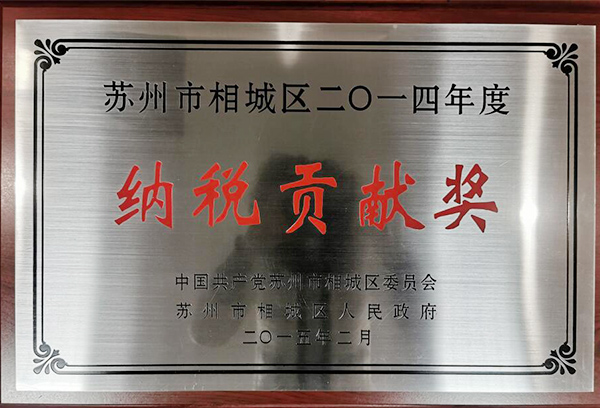 苏州市相城区二〇一四年度
纳税贡献奖
中国共产党苏州市相城区委员会
苏州市相城区人民政府
二〇一五年二月